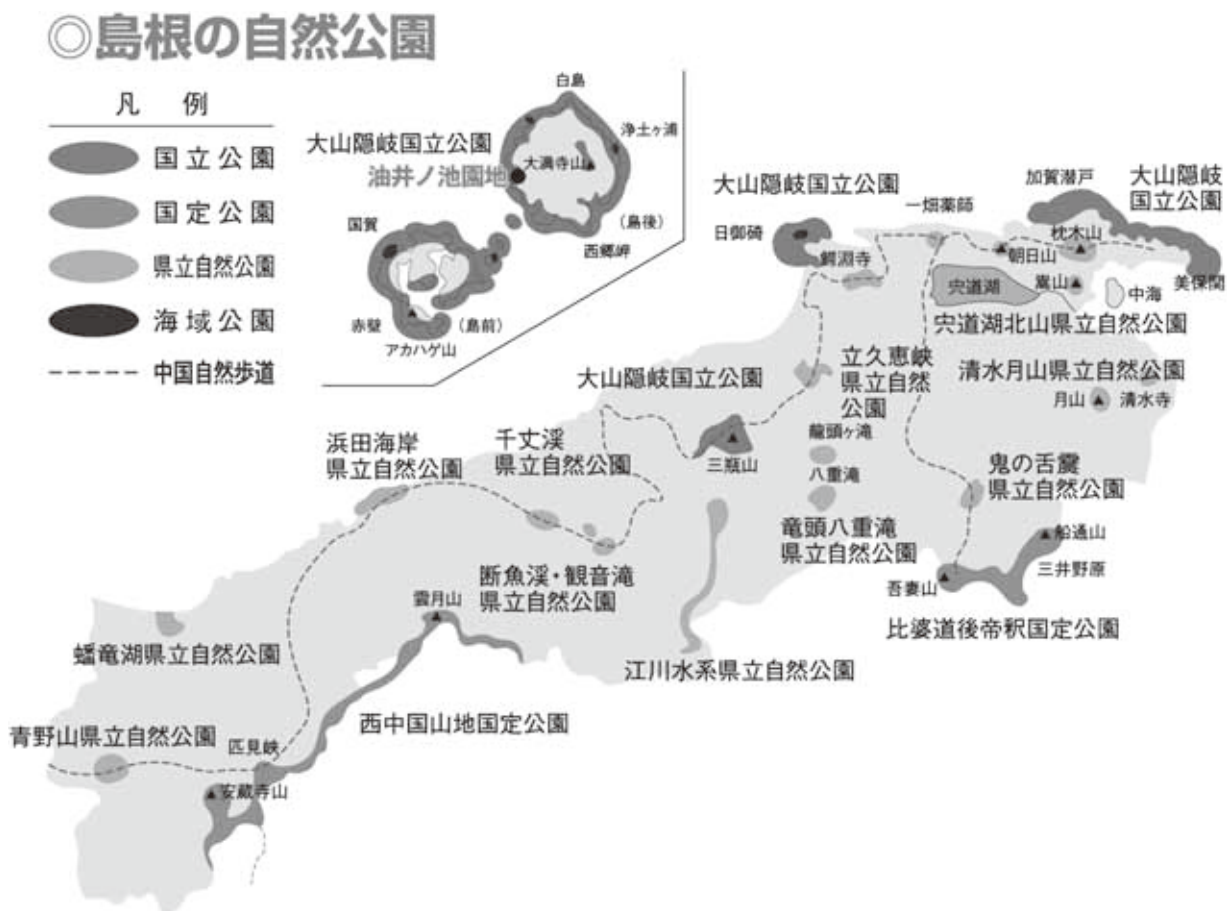 ◎島根の自然公園
凡 例
国立公園
国定公園
県立自然公園
海域公園
中国自然歩道
白島
浄土ヶ浦
大山隠岐国立公園
大満寺山
油井ノ池園地
国賀
(島後)
西郷岬
赤壁
(島前)
アカハゲ山
大山隠岐国立公園
日御碕
一畑薬師
加賀潜戸
大山隠岐
国立公園
枕木山
朝日山
鰐淵寺
宍道湖
嵩山
中海
美保関
宍道湖北山県立自然公園
立久恵峡
県立自然
公園
清水月山県立自然公園
月山
清水寺
大山隠岐国立公園
三瓶山
龍頭ヶ滝
八重滝
竜頭八重滝
県立自然公園
鬼の舌震
県立自然公園
船通山
三井野原
吾妻山
比婆道後帝釈国定公園
浜田海岸
県立自然公園
千丈渓
県立自然公園
断魚渓・観音滝
県立自然公園
雲月山
江川水系県立自然公園
蟠竜湖県立自然公園
西中国山地国定公園
青野山県立自然公園
匹見峡
安蔵寺山